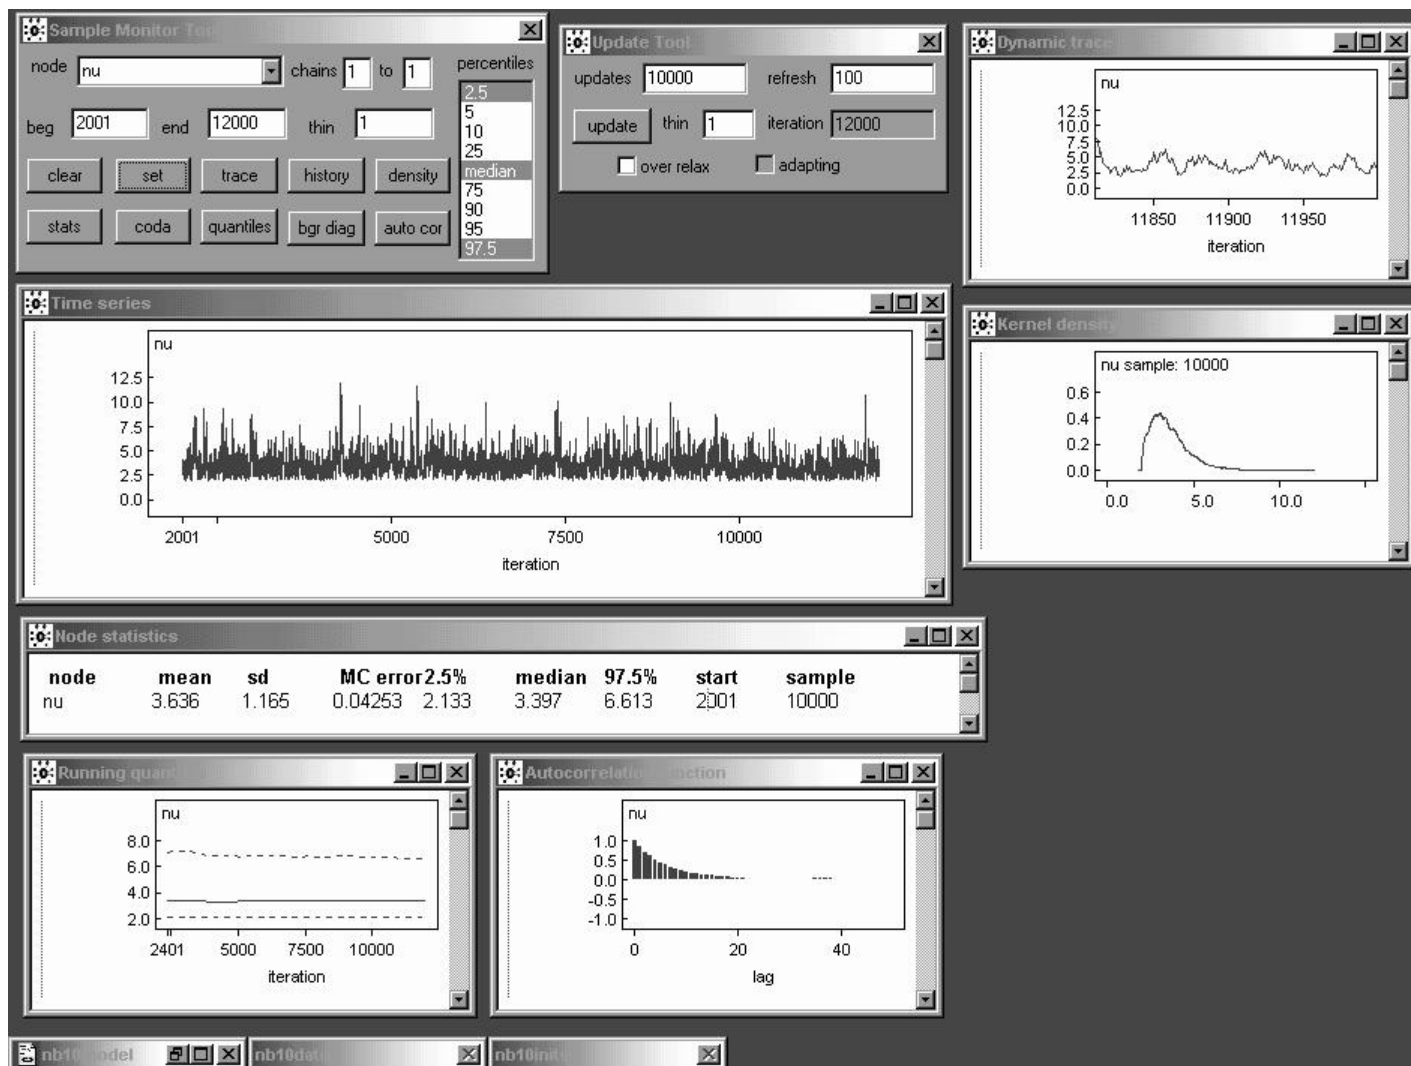 Sample Monitor Tool
node nu chains 1 to 1 percentiles
2.5
5
10
25
median
75
90
95
97.5
beg 2001 end 12000 thin 1
clear set trace history density
stats coda quantiles bgr diag auto cor
Update Tool
updates 10000 refresh 100
update thin 1 iteration 12000
over relax adapting
Dynamic trace
nu
12.5
10.0
7.5
5.0
2.5
0.0
11850 11900 11950
iteration
Time series
nu
12.5
10.0
7.5
5.0
2.5
0.0
2001 5000 7500 10000
iteration
Kernel density
nu sample: 10000
0.6
0.4
0.2
0.0
0.0 5.0 10.0
Node statistics
node mean sd MC error 2.5% median 97.5% start sample
nu 3.636 1.165 0.04253 2.133 3.397 6.613 2001 10000
Running quant
nu
8.0
6.0
4.0
2.0
2401 5000 7500 10000
iteration
Autocorrelation function
nu
1.0
0.5
0.0
-0.5
-1.0
0 20 40
lag
nb10model nb10data nb10inits